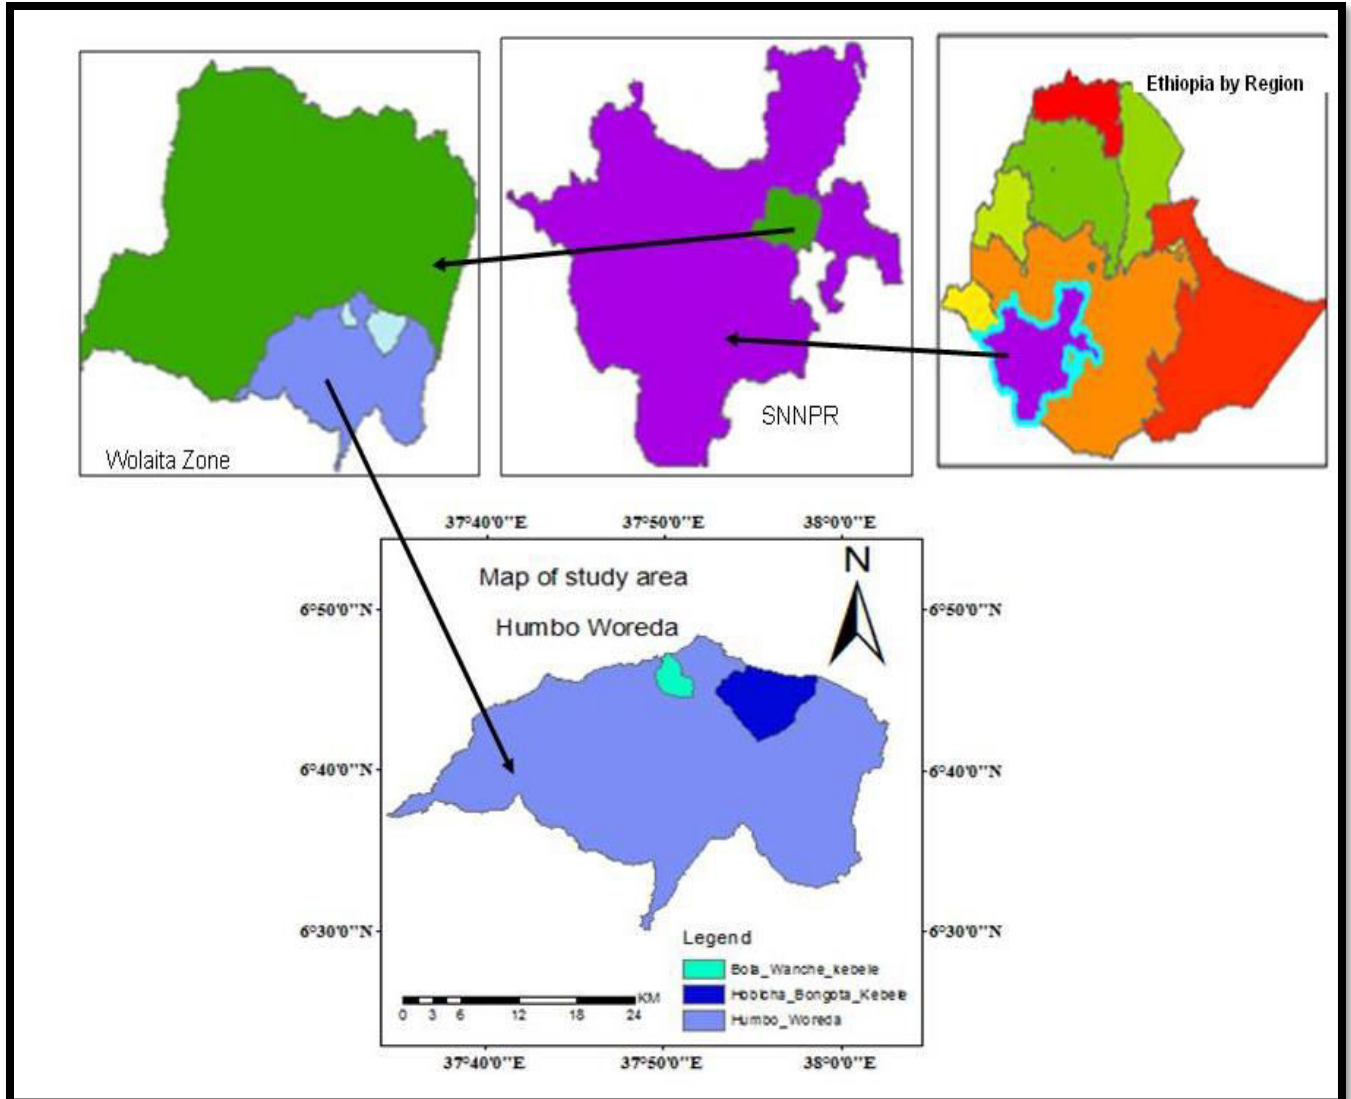 Ethiopia by Region
SNNPR
Wolaita Zone
37°40'0"E 37°50'0"E 38°0'0"E
Map of study area
N
Humbo Woreda
6°50'0"N 6°50'0"N
6°40'0"N 6°40'0"N
6°30'0"N 6°30'0"N
Legend
Bola_Wanche_kebele
Hobicha_Bongota_Kebele
Humbo_Woreda
KM
0 3 6 12 18 24
37°40'0"E 37°50'0"E 38°0'0"E